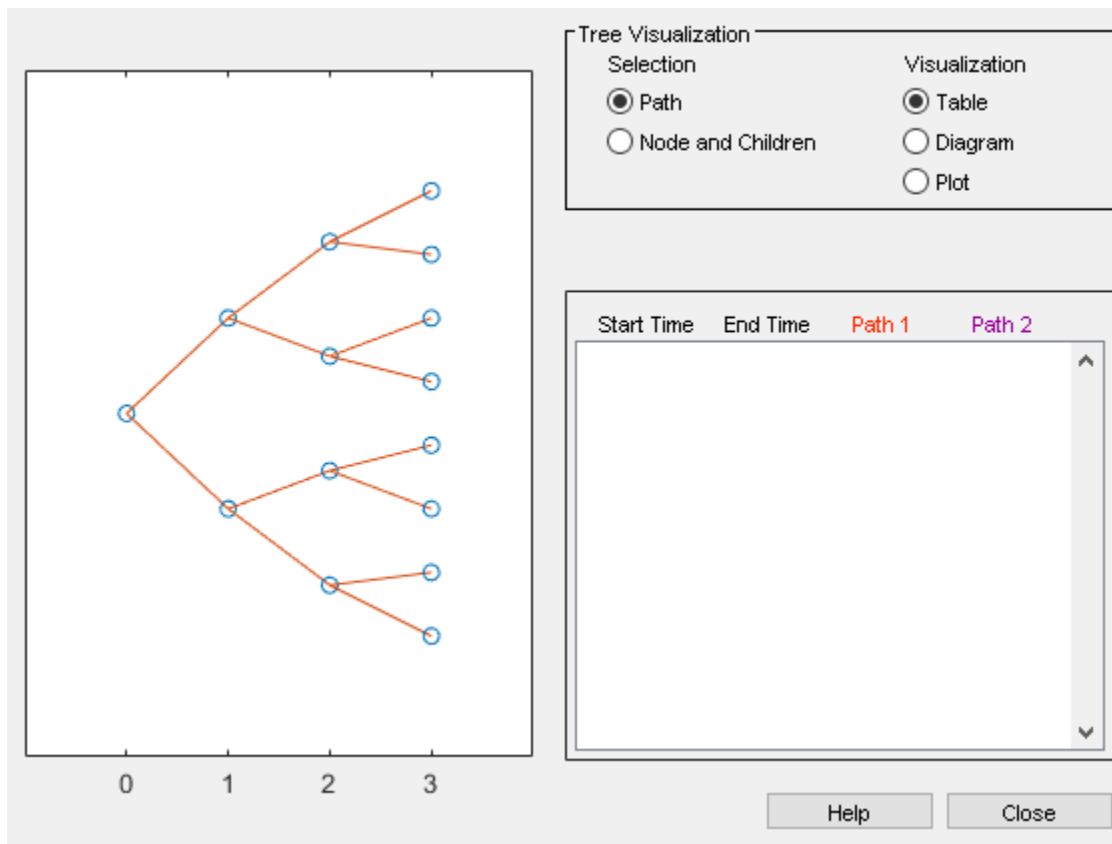 Tree Visualization
Selection
Visualization
Path
Table
Node and Children
Diagram
Plot
Start Time End Time Path 1 Path 2
0 1 2 3
Help Close